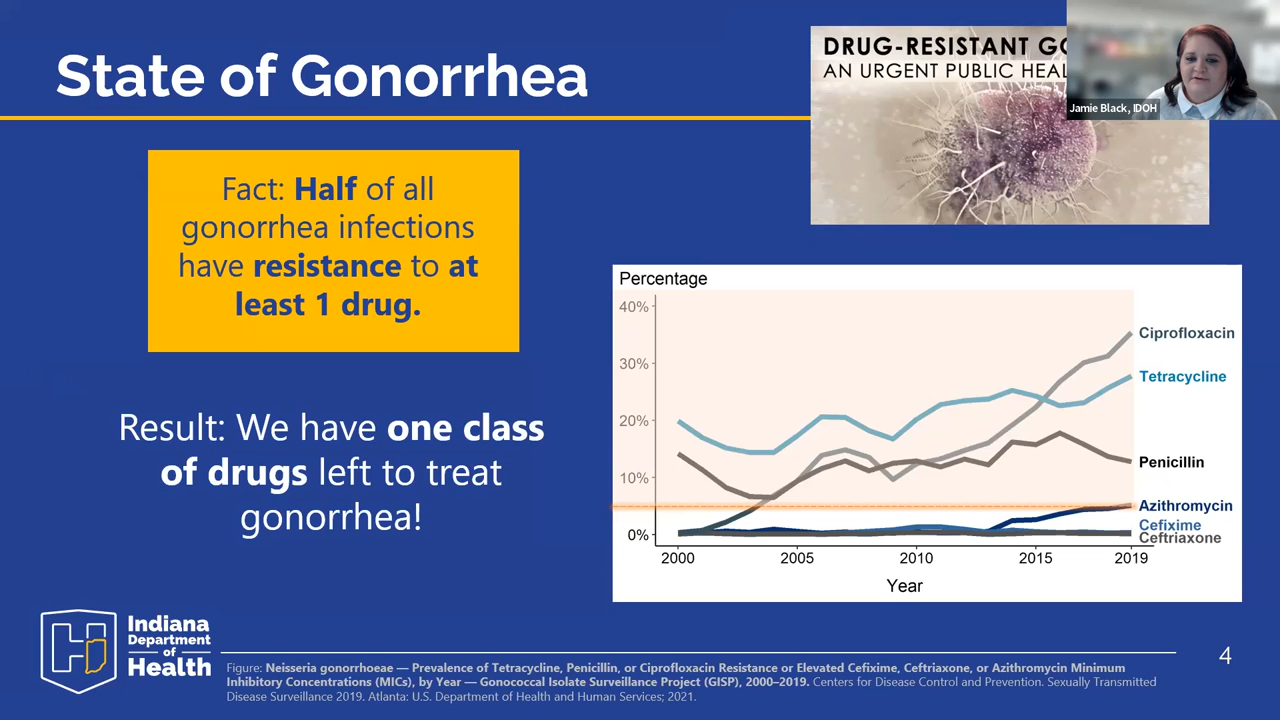 State of Gonorrhea
DRUG-RESISTANT
AN URGENT PUBLIC
Jamie Black, IDOH
Fact: Half of all
gonorrhea infections
have resistance to at
least 1 drug.
Result: We have one class
of drugs left to treat
gonorrhea!
Percentage
40%
30%
20%
10%
0%
Ciprofloxacin
Tetracycline
Penicillin
Azithromycin
Cefixime
Ceftriaxone
2000 2005 2010 2015 2019
Year
Indiana
Department
of
Health
4
Figure: Neisseria gonorrhoeae — Prevalence of Tetracycline, Penicillin, or Ciprofloxacin Resistance or Elevated Cefixime, Ceftriaxone, or Azithromycin Minimum
Inhibitory Concentrations (MICs), by Year — Gonococcal Isolate Surveillance Project (GISP), 2000–2019. Centers for Disease Control and Prevention. Sexually Transmitted
Disease Surveillance 2019. Atlanta: U.S. Department of Health and Human Services; 2021.